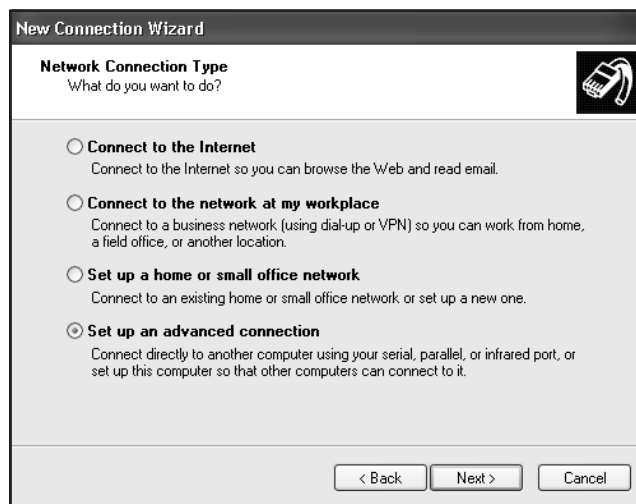 New Connection Wizard
Network Connection Type
What do you want to do?
Connect to the Internet
Connect to the Internet so you can browse the Web and read email.
Connect to the network at my workplace
Connect to a business network (using dial-up or VPN) so you can work from home,
a field office, or another location.
Set up a home or small office network
Connect to an existing home or small office network or set up a new one.
Set up an advanced connection
Connect directly to another computer using your serial, parallel, or infrared port, or
set up this computer so that other computers can connect to it.
< Back Next > Cancel